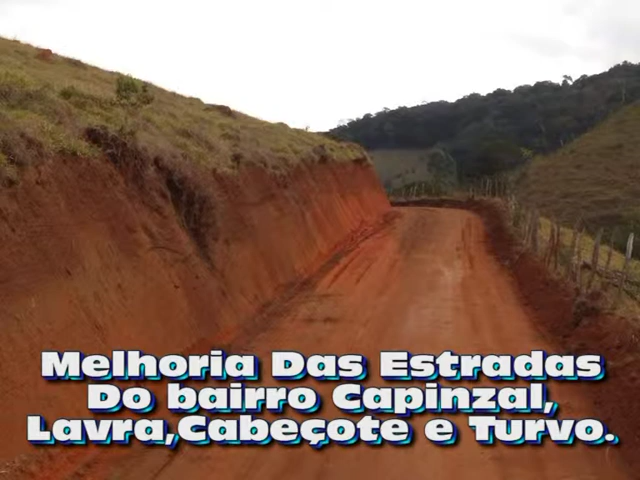 Melhoria Das Estradas
Do bairro Capinzal,
Lavra,Cabeçote e Turvo.